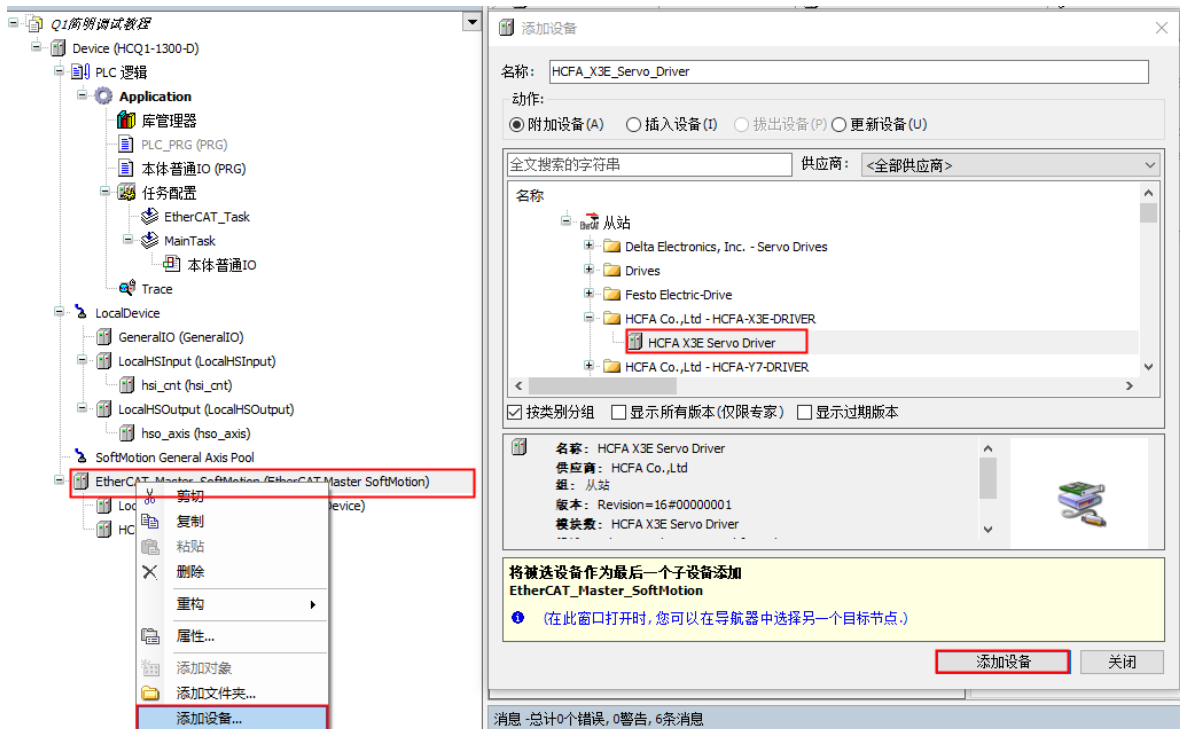 Q1简明调试教程
Device (HCQ1-1300-D)
PLC 逻辑
Application
库管理器
PLC_PRG (PRG)
本体普通IO (PRG)
任务配置
EtherCAT_Task
MainTask
本体普通IO
Trace
LocalDevice
GeneralIO (GeneralIO)
LocalHSInput (LocalHSInput)
hsi_cnt (hsi_cnt)
LocalHSOutput (LocalHSOutput)
hso_axis (hso_axis)
SoftMotion General Axis Pool
EtherCAT_Master_SoftMotion (EtherCAT Master SoftMotion)
Loc
Device)
HC
剪切
复制
粘贴
删除
重构
属性...
添加对象
添加文件夹...
添加设备...
添加设备
名称: HCFA_X3E_Servo_Driver
动作:
附加设备(A) 插入设备(I) 拔出设备(P) 更新设备(U)
全文搜索的字符串 供应商: <全部供应商>
名称
EtherCAT 从站
Delta Electronics, Inc. - Servo Drives
Drives
Festo Electric-Drive
HCFA Co.,Ltd - HCFA-X3E-DRIVER
HCFA X3E Servo Driver
HCFA Co.,Ltd - HCFA-Y7-DRIVER
按类别分组 显示所有版本(仅限专家) 显示过期版本
名称: HCFA X3E Servo Driver
供应商: HCFA Co.,Ltd
组: 从站
版本: Revision=16#00000001
模块数: HCFA X3E Servo Driver
将被选设备作为最后一个子设备添加
EtherCAT_Master_SoftMotion
(在此窗口打开时,您可以在导航器中选择另一个目标节点.)
添加设备 关闭
消息 -总计0个错误,0警告,6条消息